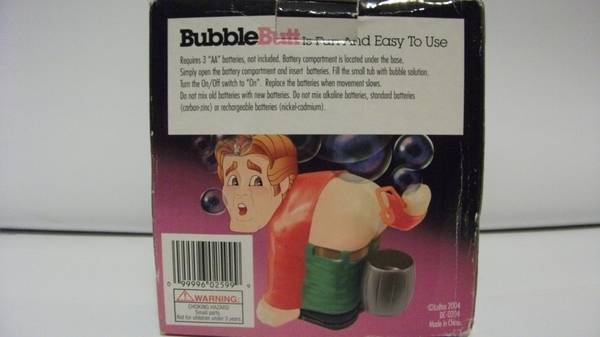 BubbleButt Is Fun And Easy To Use
Requires 3 "AA" batteries, not included. Battery compartment is located under the base.
Simply open the battery compartment and insert batteries. Fill the small tub with bubble solution.
Turn the On/Off switch to "On". Replace the batteries when movement slows.
Do not mix old batteries with new batteries. Do not mix alkaline batteries, standard batteries
(carbon-zinc) or rechargeable batteries (nickel-cadmium).
0 99996 02599 9
WARNING:
CHOKING HAZARD
Small parts
Not for children under 3 years.
2004
Made in China